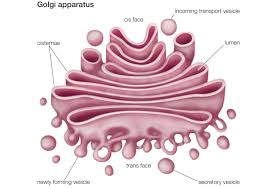 Golgi apparatus
incoming transport vesicle
cis face
cisternae
lumen
trans face
newly forming vesicle
secretory vesicle